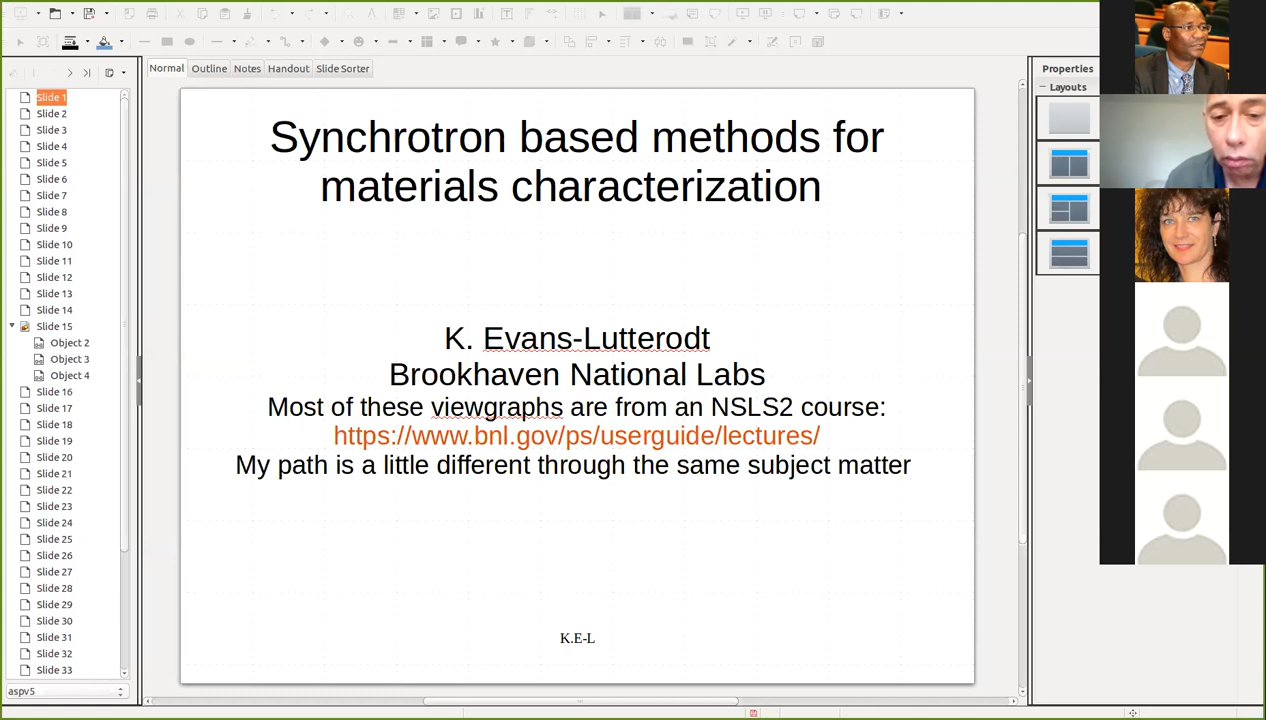 Normal
Outline
Notes
Handout
Slide Sorter
Slide 1
Slide 2
Slide 3
Slide 4
Slide 5
Slide 6
Slide 7
Slide 8
Slide 9
Slide 10
Slide 11
Slide 12
Slide 13
Slide 14
Slide 15
Object 2
Object 3
Object 4
Slide 16
Slide 17
Slide 18
Slide 19
Slide 20
Slide 21
Slide 22
Slide 23
Slide 24
Slide 25
Slide 26
Slide 27
Slide 28
Slide 29
Slide 30
Slide 31
Slide 32
Slide 33
aspv5
Synchrotron based methods for
materials characterization
K. Evans-Lutterodt
Brookhaven National Labs
Most of these viewgraphs are from an NSLS2 course:
https://www.bnl.gov/ps/userguide/lectures/
My path is a little different through the same subject matter
K.E-L
Properties
Layouts